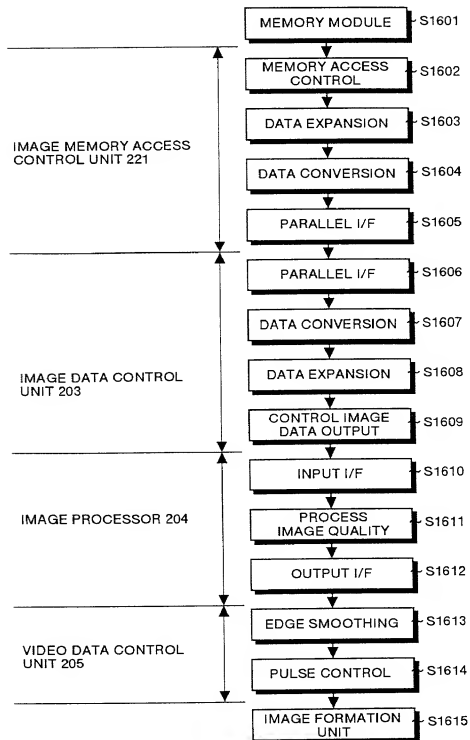 MEMORY MODULE S1601
MEMORY ACCESS
CONTROL S1602
DATA EXPANSION S1603
IMAGE MEMORY ACCESS
CONTROL UNIT 221
DATA CONVERSION S1604
PARALLEL I/F S1605
PARALLEL I/F S1606
DATA CONVERSION S1607
IMAGE DATA CONTROL
UNIT 203
DATA EXPANSION S1608
CONTROL IMAGE
DATA OUTPUT S1609
INPUT I/F S1610
IMAGE PROCESSOR 204
PROCESS
IMAGE QUALITY S1611
OUTPUT I/F S1612
EDGE SMOOTHING S1613
VIDEO DATA CONTROL
UNIT 205
PULSE CONTROL S1614
IMAGE FORMATION
UNIT S1615